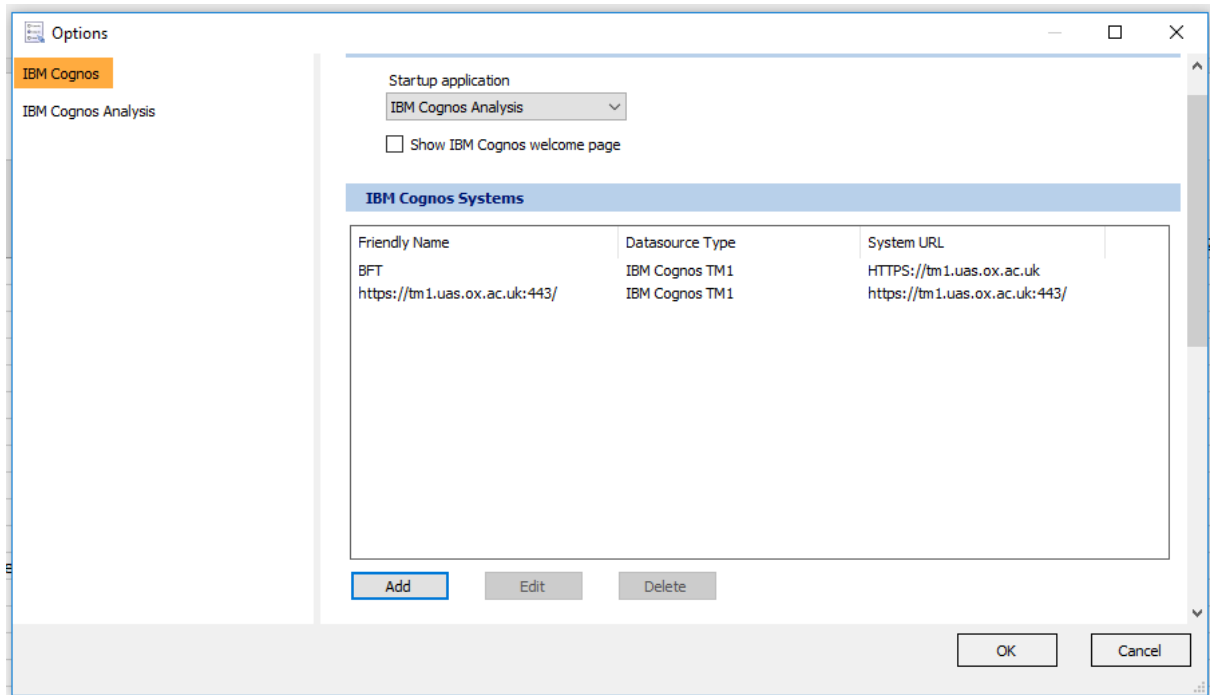 Options
IBM Cognos
IBM Cognos Analysis
Startup application
IBM Cognos Analysis
Show IBM Cognos welcome page
IBM Cognos Systems
Friendly Name Datasource Type System URL
BFT IBM Cognos TM1 HTTPS://tm1.uas.ox.ac.uk
https://tm1.uas.ox.ac.uk:443/ IBM Cognos TM1 https://tm1.uas.ox.ac.uk:443/
Add Edit Delete
OK Cancel